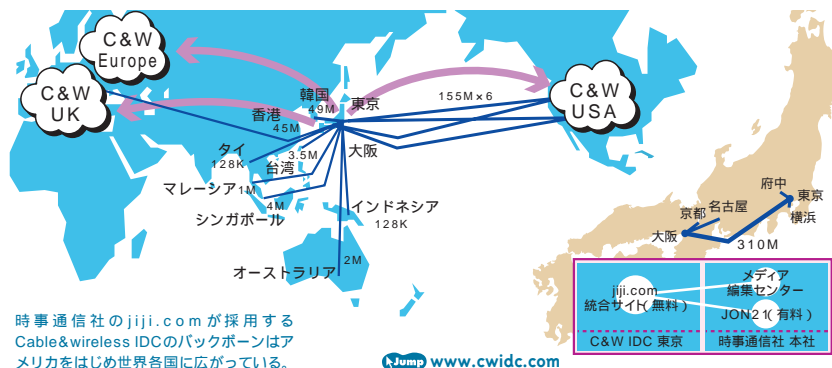 C&W
Europe
C&W
UK
韓国
49M
東京
155M×6
C&W
USA
香港
45M
タイ
128K
3.5M
台湾
大阪
マレーシア 1M
4M
シンガポール
インドネシア
128K
オーストラリア
2M
府中
東京
横浜
京都
名古屋
大阪
310M
jiji.com
統合サイト(無料)
メディア
編集センター
JON21(有料)
C&W IDC 東京
時事通信社 本社
時事通信社のjiji.comが採用する
Cable&wireless IDCのバックボーンはア
メリカをはじめ世界各国に広がっている。
Jump www.cwidc.com